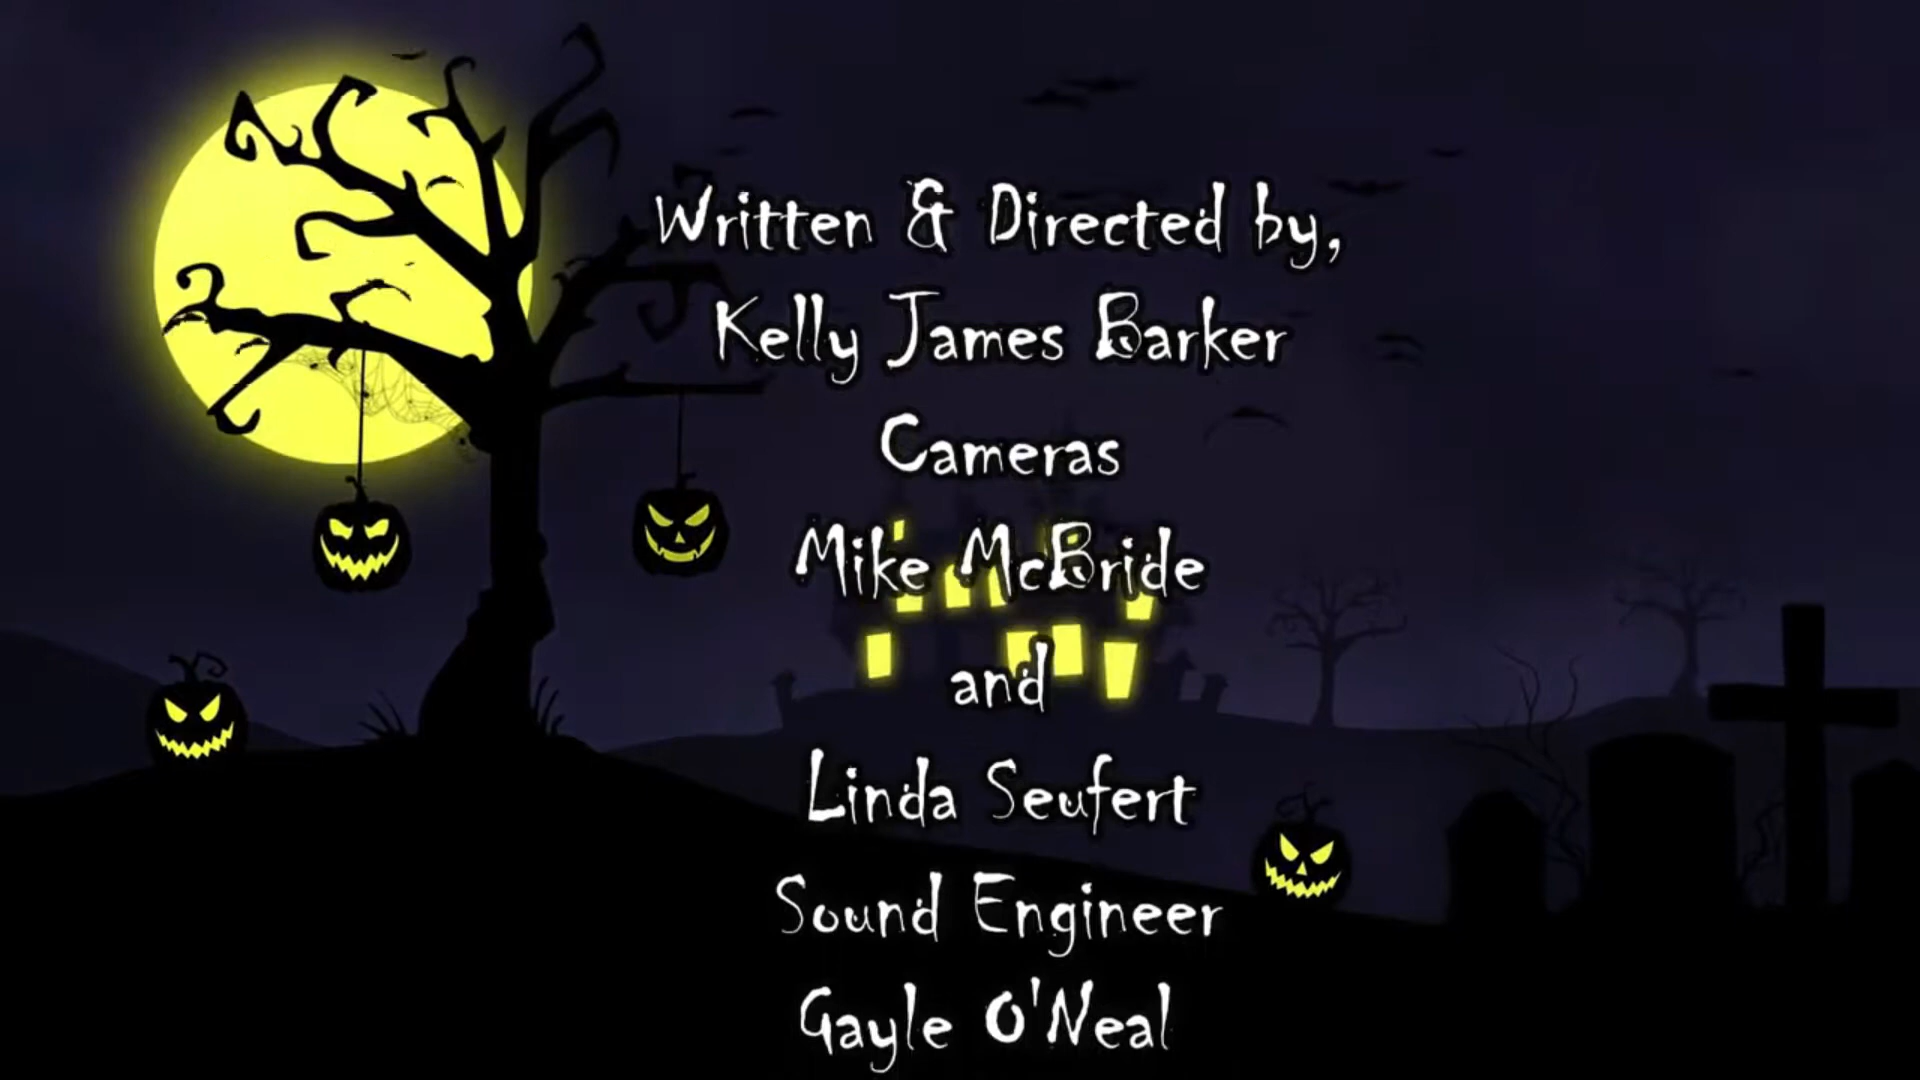 Written & Directed by,
Kelly James Barker
Cameras
Mike McBride
and
Linda Seufert
Sound Engineer
Gayle O'Neal